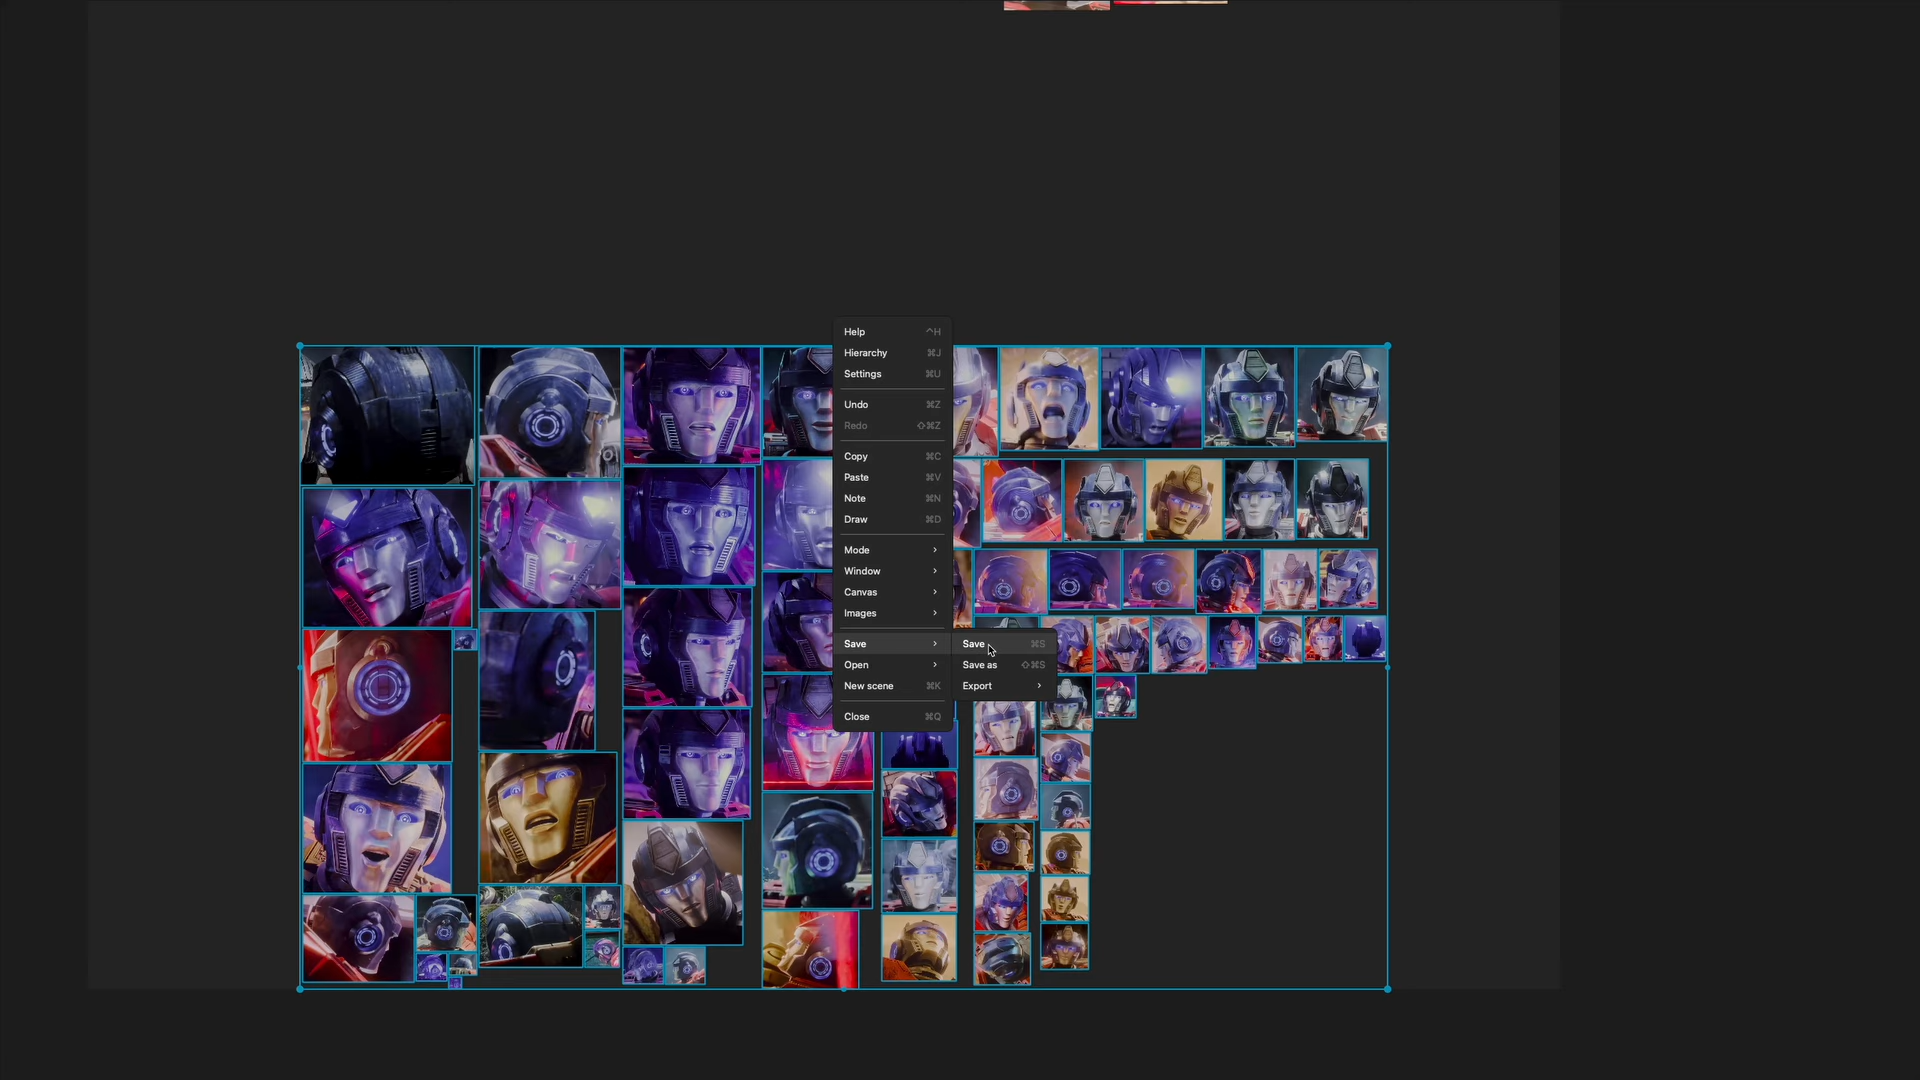 Help ^H
Hierarchy ⌘J
Settings ⌘U
Undo ⌘Z
Redo ⇧⌘Z
Copy ⌘C
Paste ⌘V
Note ⌘N
Draw ⌘D
Mode ›
Window ›
Canvas ›
Images ›
Save ›
Open ›
New scene ⌘K
Close ⌘Q
Save ⌘S
Save as ⇧⌘S
Export ›